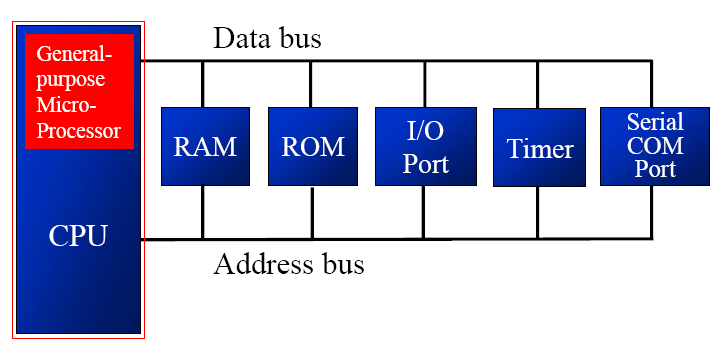 Data bus
General-
purpose
Micro-
Processor
CPU
RAM
ROM
I/O
Port
Timer
Serial
COM
Port
Address bus